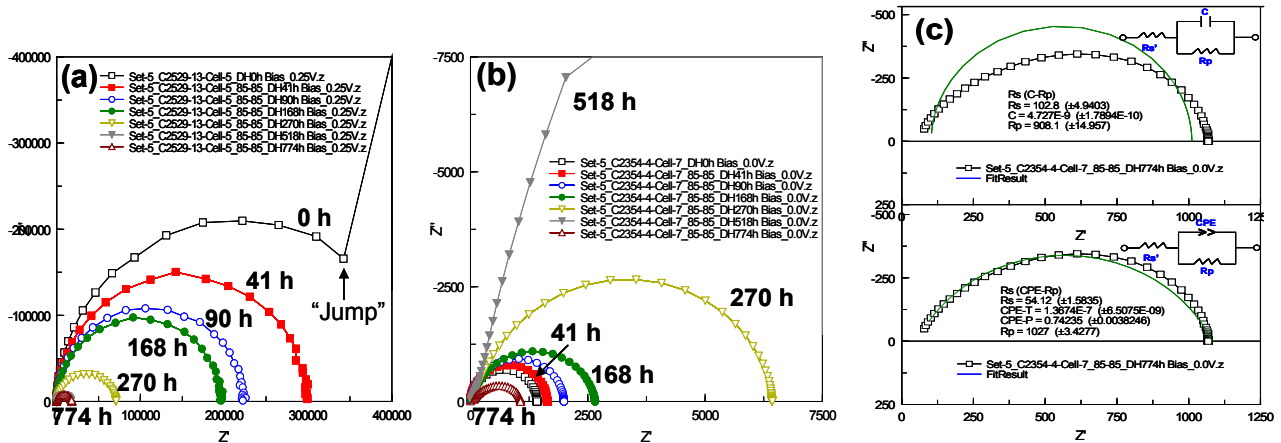 (a)
-400000
-300000
-200000
-100000
0
0
100000
200000
300000
400000
Z'
Set-5_C2529-13-Cell-5_DH0h Bias_0.25V.z
Set-5_C2529-13-Cell-5_85-85_DH41h Bias_0.25V.z
Set-5_C2529-13-Cell-5_85-85_DH90h Bias_0.25V.z
Set-5_C2529-13-Cell-5_85-85_DH168h Bias_0.25V.z
Set-5_C2529-13-Cell-5_85-85_DH270h Bias_0.25V.z
Set-5_C2529-13-Cell-5_85-85_DH518h Bias_0.25V.z
Set-5_C2529-13-Cell-5_85-85_DH774h Bias_0.25V.z
0 h
41 h
"Jump"
90 h
168 h
270 h
774 h
(b)
-7500
-5000
-2500
0
Z''
0
2500
5000
7500
Z'
518 h
Set-5_C2354-4-Cell-7_DH0h Bias_0.0V.z
Set-5_C2354-4-Cell-7_85-85_DH41h Bias_0.0V.z
Set-5_C2354-4-Cell-7_85-85_DH90h Bias_0.0V.z
Set-5_C2354-4-Cell-7_85-85_DH168h Bias_0.0V.z
Set-5_C2354-4-Cell-7_85-85_DH270h Bias_0.0V.z
Set-5_C2354-4-Cell-7_85-85_DH518h Bias_0.0V.z
Set-5_C2354-4-Cell-7_85-85_DH774h Bias_0.0V.z
270 h
41 h
168 h
774 h
(c)
-500
-250
0
250
Z''
C
Rs'
Rp
Rs (C-Rp)
Rs = 102.8 (±4.9403)
C = 4.727E-9 (±1.7894E-10)
Rp = 908.1 (±14.957)
Set-5_C2354-4-Cell-7_85-85_DH774h Bias_0.0V.z
FitResult
0
250
500
750
1000
1250
Z'
-500
-250
0
250
Z''
CPE
Rs'
Rp
Rs (CPE-Rp)
Rs = 54.12 (±1.5835)
CPE-T = 1.3674E-7 (±6.5075E-09)
CPE-P = 0.74235 (±0.0038246)
Rp = 1027 (±3.4277)
Set-5_C2354-4-Cell-7_85-85_DH774h Bias_0.0V.z
FitResult
0
250
500
750
1000
1250
Z'